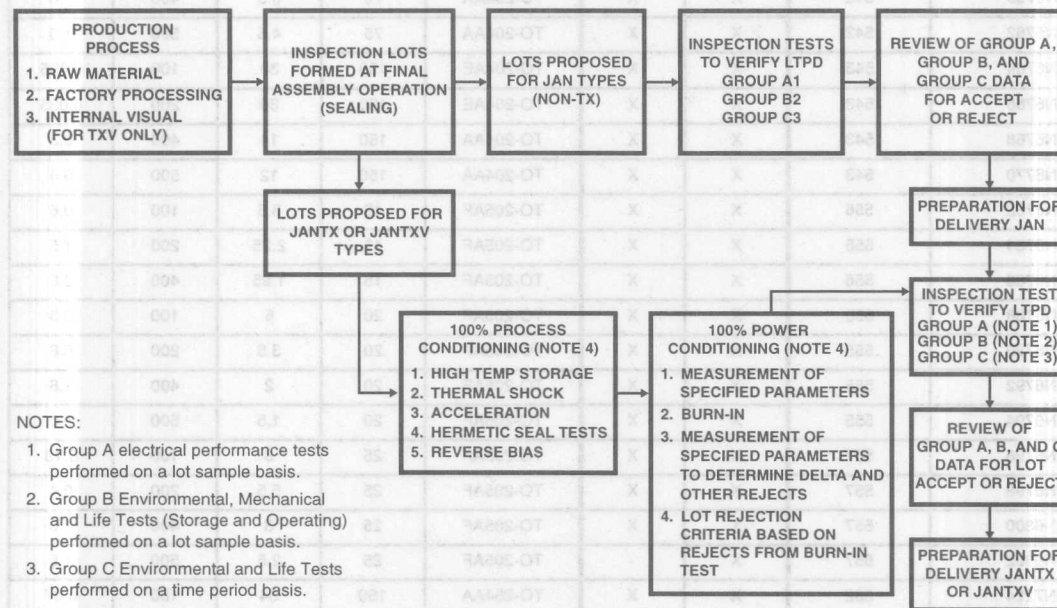 PRODUCTION
PROCESS
1. RAW MATERIAL
2. FACTORY PROCESSING
3. INTERNAL VISUAL
(FOR TXV ONLY)
INSPECTION LOTS
FORMED AT FINAL
ASSEMBLY OPERATION
(SEALING)
LOTS PROPOSED
FOR JAN TYPES
(NON-TX)
INSPECTION TESTS
TO VERIFY LTPD
GROUP A1
GROUP B2
GROUP C3
REVIEW OF GROUP A,
GROUP B, AND
GROUP C DATA
FOR ACCEPT
OR REJECT
LOTS PROPOSED FOR
JANTX OR JANTXV
TYPES
PREPARATION FOR
DELIVERY JAN
100% PROCESS
CONDITIONING (NOTE 4)
1. HIGH TEMP STORAGE
2. THERMAL SHOCK
3. ACCELERATION
4. HERMETIC SEAL TESTS
5. REVERSE BIAS
100% POWER
CONDITIONING (NOTE 4)
1. MEASUREMENT OF
SPECIFIED PARAMETERS
2. BURN-IN
3. MEASUREMENT OF
SPECIFIED PARAMETERS
TO DETERMINE DELTA AND
OTHER REJECTS
4. LOT REJECTION
CRITERIA BASED ON
REJECTS FROM BURN-IN
TEST
INSPECTION TEST
TO VERIFY LTPD
GROUP A (NOTE 1)
GROUP B (NOTE 2)
GROUP C (NOTE 3)
REVIEW OF
GROUP A, B, AND C
DATA FOR LOT
ACCEPT OR REJECT
PREPARATION FOR
DELIVERY JANTX
OR JANTXV
NOTES:
1. Group A electrical performance tests
performed on a lot sample basis.
2. Group B Environmental, Mechanical
and Life Tests (Storage and Operating)
performed on a lot sample basis.
3. Group C Environmental and Life Tests
performed on a time period basis.